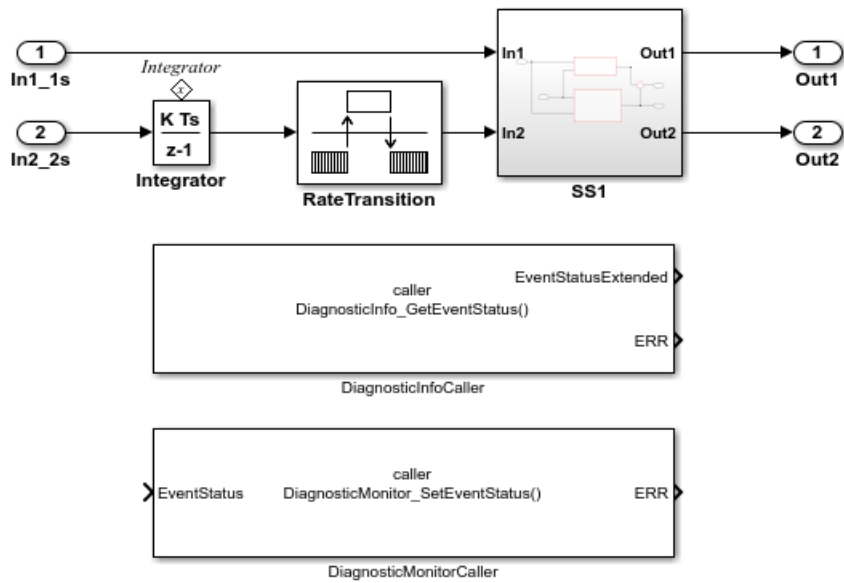 1
In1_1s
Integrator
x
2
In2_2s
K Ts
z-1
Integrator
RateTransition
In1
In2
Out1
Out2
SS1
1
Out1
2
Out2
caller
DiagnosticInfo_GetEventStatus()
EventStatusExtended
ERR
DiagnosticInfoCaller
EventStatus
caller
DiagnosticMonitor_SetEventStatus()
ERR
DiagnosticMonitorCaller